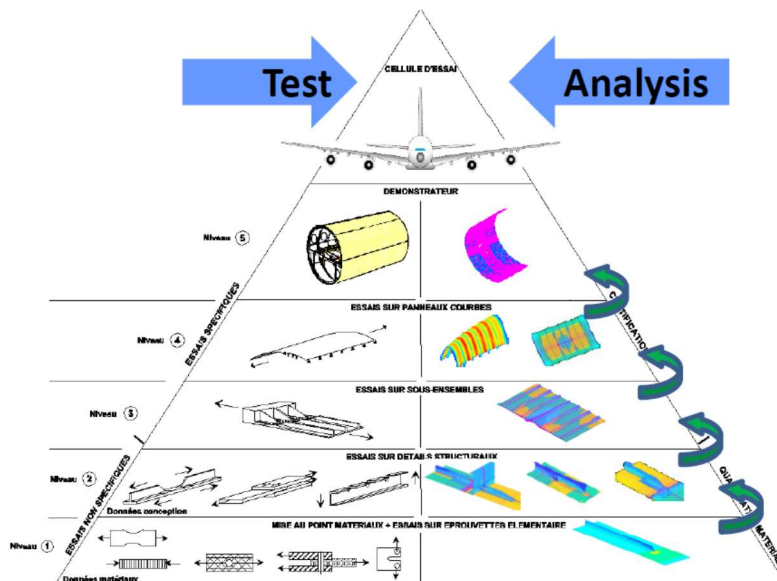 Test
Analysis
CELLULE D'ESSAI
DEMONSTRATEUR
Niveau 5
ESSAIS SUR PANNEAUX COURBES
Niveau 4
ESSAIS SPECIFIQUES
ESSAIS SUR SOUS-ENSEMBLES
Niveau 3
ESSAIS SUR DETAILS STRUCTURAUX
Niveau 2
ESSAIS NON SPECIFIQUES
Données conception
MISE AU POINT MATERIAUX + ESSAIS SUR EPROUVETTES ELEMENTAIRE
Niveau 1
Données matériaux